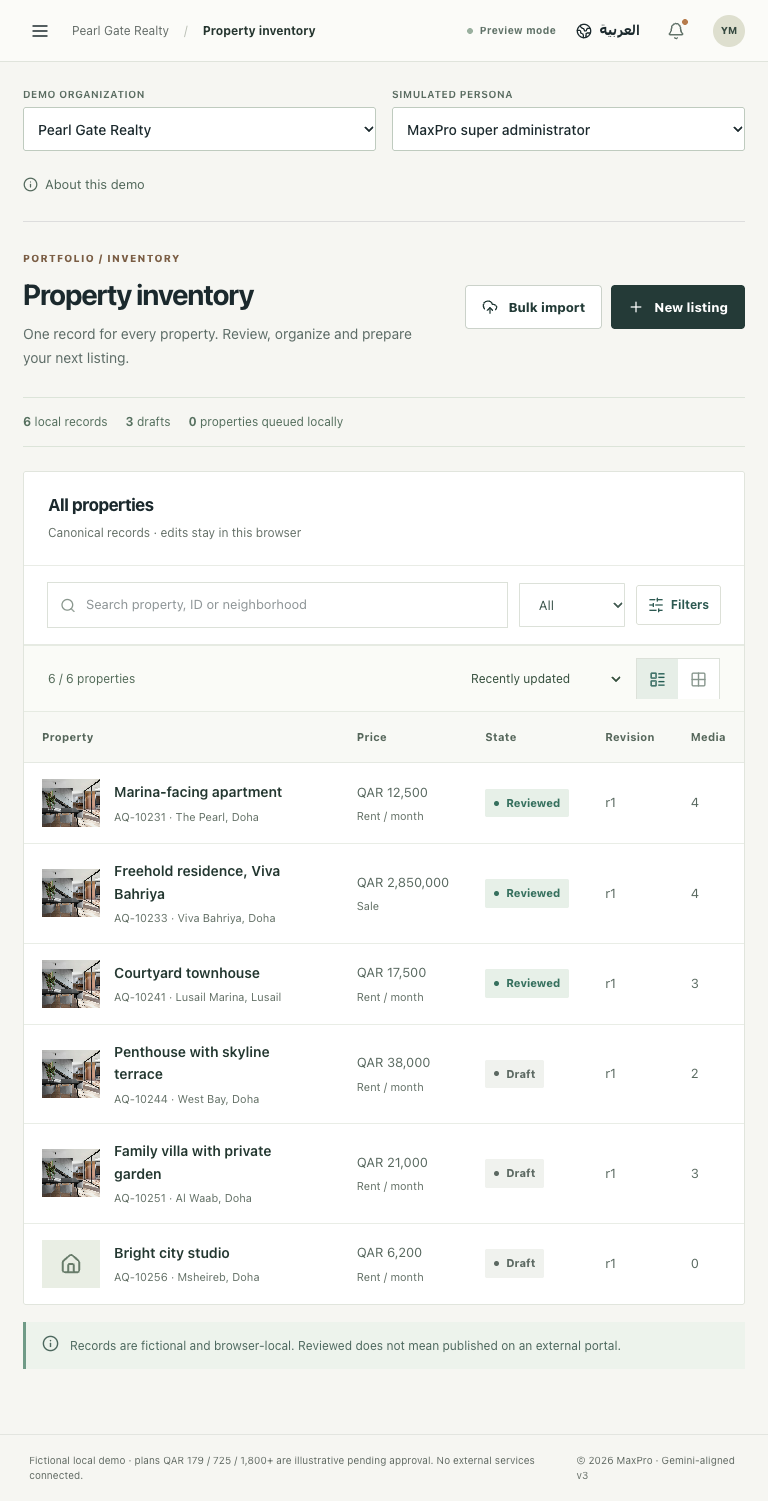 Pearl Gate Realty / Property inventory
Preview mode
العربية
YM
DEMO ORGANIZATION
SIMULATED PERSONA
Pearl Gate Realty
MaxPro super administrator
About this demo
PORTFOLIO / INVENTORY
Property inventory
One record for every property. Review, organize and prepare
your next listing.
Bulk import
New listing
6 local records 3 drafts 0 properties queued locally
All properties
Canonical records · edits stay in this browser
Search property, ID or neighborhood
All
Filters
6 / 6 properties
Recently updated
Property Price State Revision Media
Marina-facing apartment
AQ-10231 · The Pearl, Doha
QAR 12,500
Rent / month
Reviewed
r1
4
Freehold residence, Viva
Bahriya
AQ-10233 · Viva Bahriya, Doha
QAR 2,850,000
Sale
Reviewed
r1
4
Courtyard townhouse
AQ-10241 · Lusail Marina, Lusail
QAR 17,500
Rent / month
Reviewed
r1
3
Penthouse with skyline
terrace
AQ-10244 · West Bay, Doha
QAR 38,000
Rent / month
Draft
r1
2
Family villa with private
garden
AQ-10251 · Al Waab, Doha
QAR 21,000
Rent / month
Draft
r1
3
Bright city studio
AQ-10256 · Msheireb, Doha
QAR 6,200
Rent / month
Draft
r1
0
Records are fictional and browser-local. Reviewed does not mean published on an external portal.
Fictional local demo · plans QAR 179 / 725 / 1,800+ are illustrative pending approval. No external services
connected.
© 2026 MaxPro · Gemini-aligned
v3